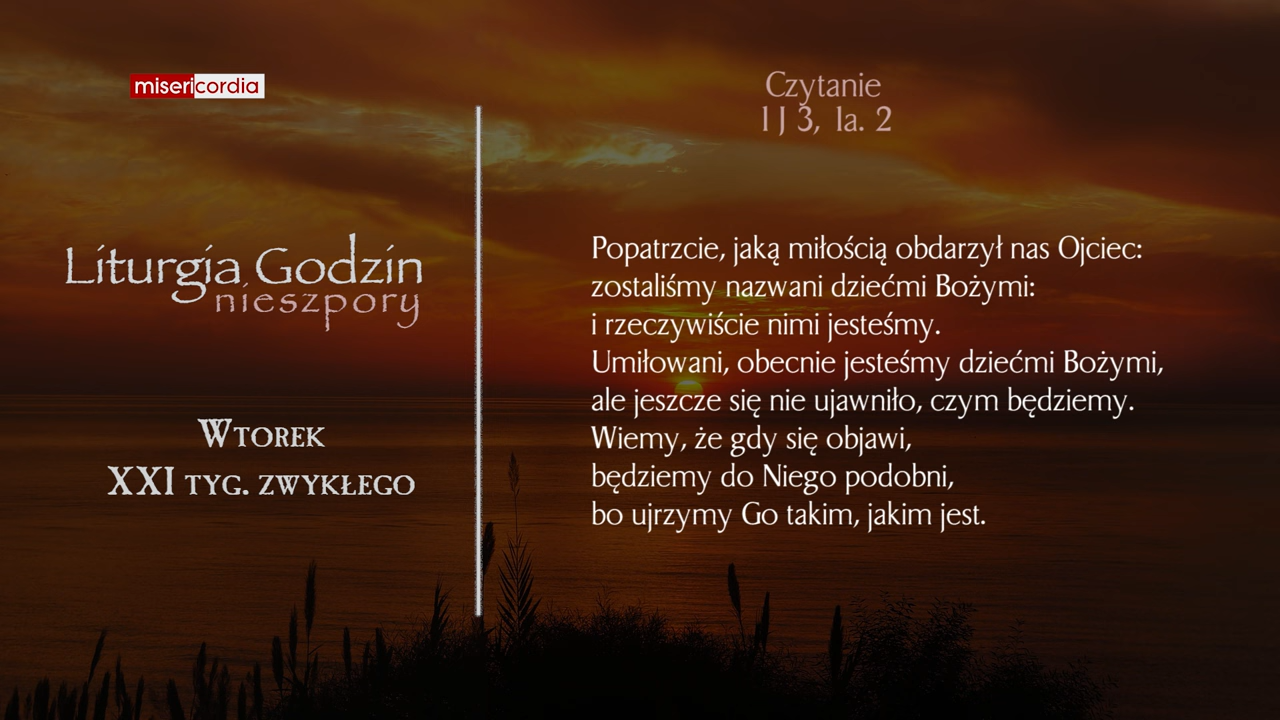 misericordia
Liturgia Godzin
nieszpory
Wtorek
XXI tyg. zwykłego
Czytanie
1 J 3, 1a. 2
Popatrzcie, jaką miłością obdarzył nas Ojciec:
zostaliśmy nazwani dziećmi Bożymi:
i rzeczywiście nimi jesteśmy.
Umiłowani, obecnie jesteśmy dziećmi Bożymi,
ale jeszcze się nie ujawniło, czym będziemy.
Wiemy, że gdy się objawi,
będziemy do Niego podobni,
bo ujrzymy Go takim, jakim jest.